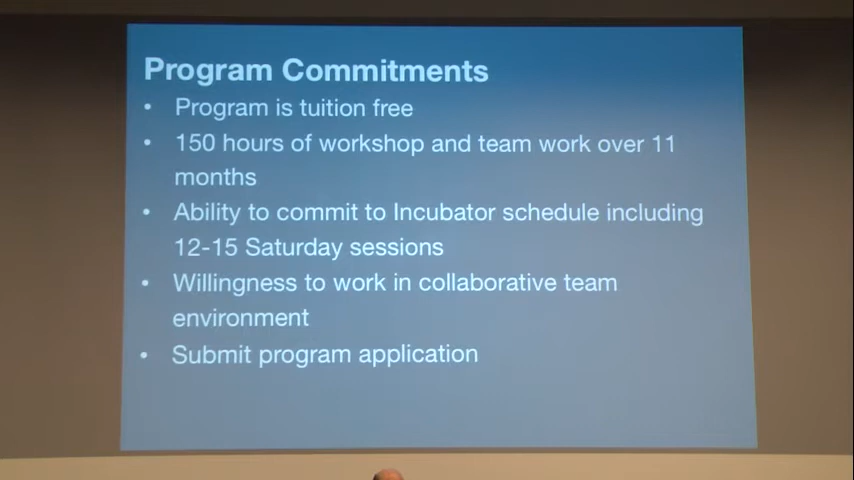 Program Commitments
• Program is tuition free
• 150 hours of workshop and team work over 11
months
• Ability to commit to Incubator schedule including
12-15 Saturday sessions
• Willingness to work in collaborative team
environment
• Submit program application